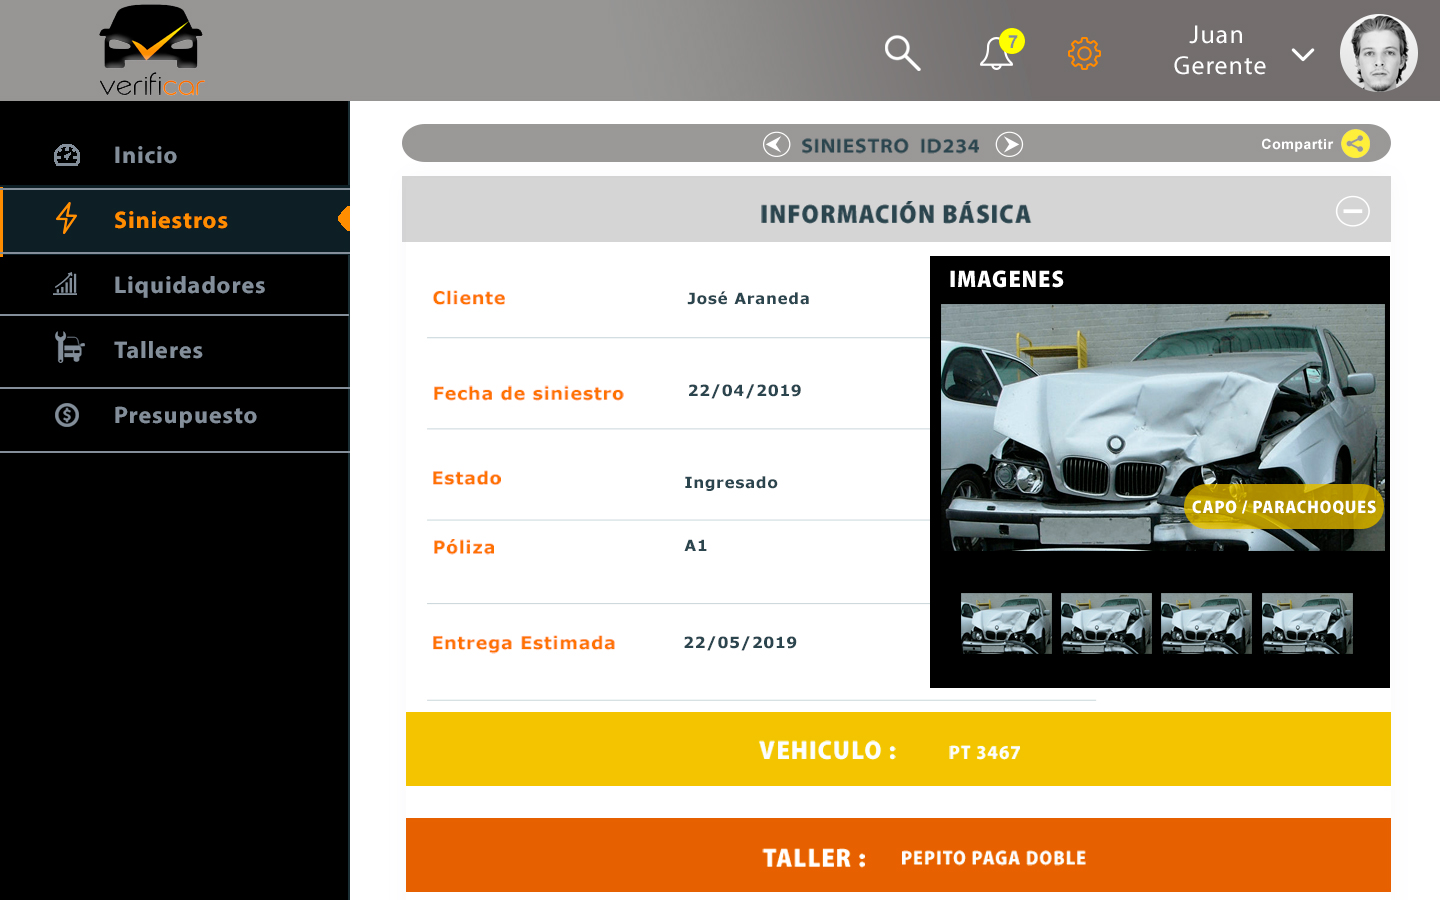 verificar
7
Juan
Gerente
Inicio
Siniestros
Liquidadores
Talleres
Presupuesto
SINIESTRO ID234
Compartir
INFORMACIÓN BÁSICA
Cliente José Araneda
Fecha de siniestro 22/04/2019
Estado Ingresado
Póliza A1
Entrega Estimada 22/05/2019
IMAGENES
CAPO / PARACHOQUES
VEHICULO : PT 3467
TALLER : PEPITO PAGA DOBLE